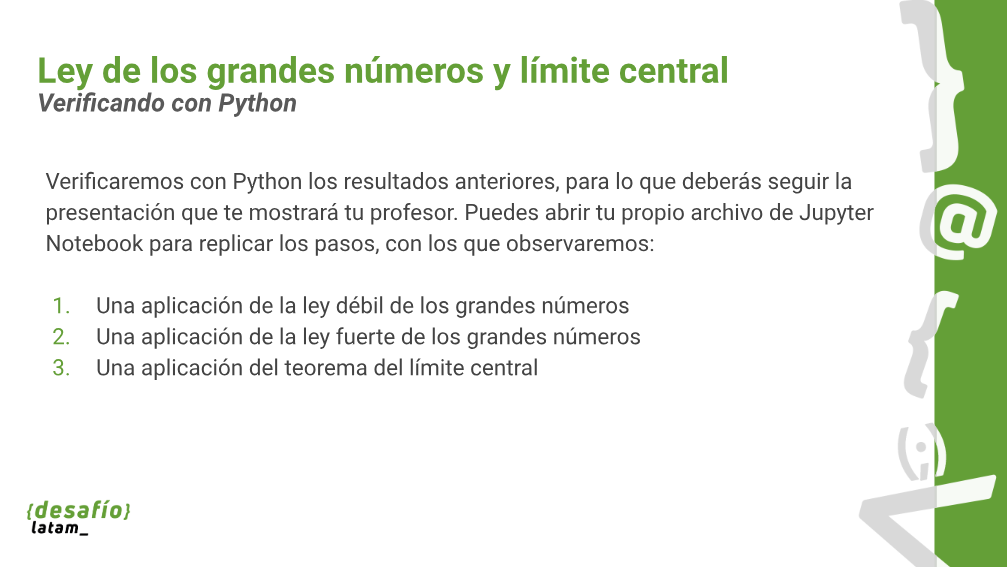 Ley de los grandes números y límite central
Verificando con Python
Verificaremos con Python los resultados anteriores, para lo que deberás seguir la
presentación que te mostrará tu profesor. Puedes abrir tu propio archivo de Jupyter
Notebook para replicar los pasos, con los que observaremos:
1. Una aplicación de la ley débil de los grandes números
2. Una aplicación de la ley fuerte de los grandes números
3. Una aplicación del teorema del límite central
{desafío}
latam_